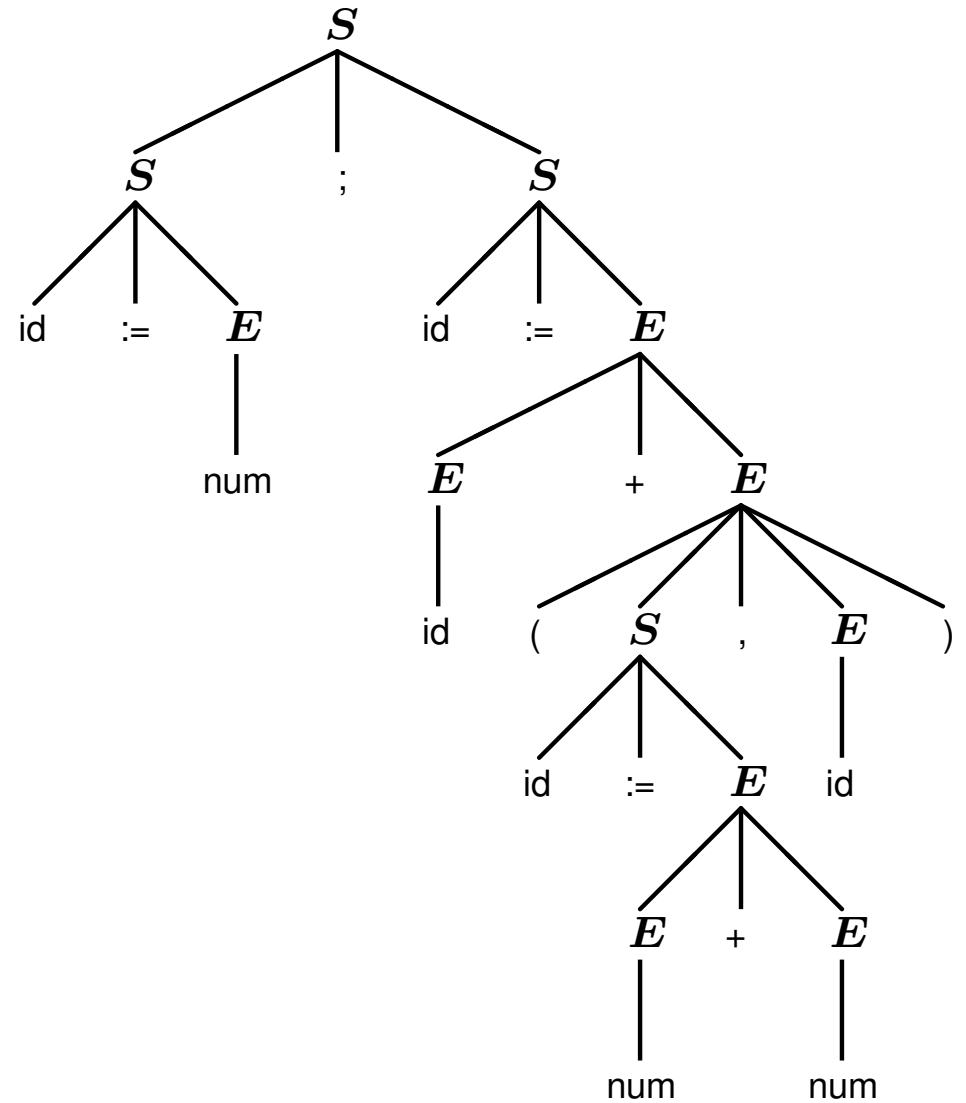 S
S ; S
id := E id := E
num E + E
id ( S , E )
id := E id
E + E
num num